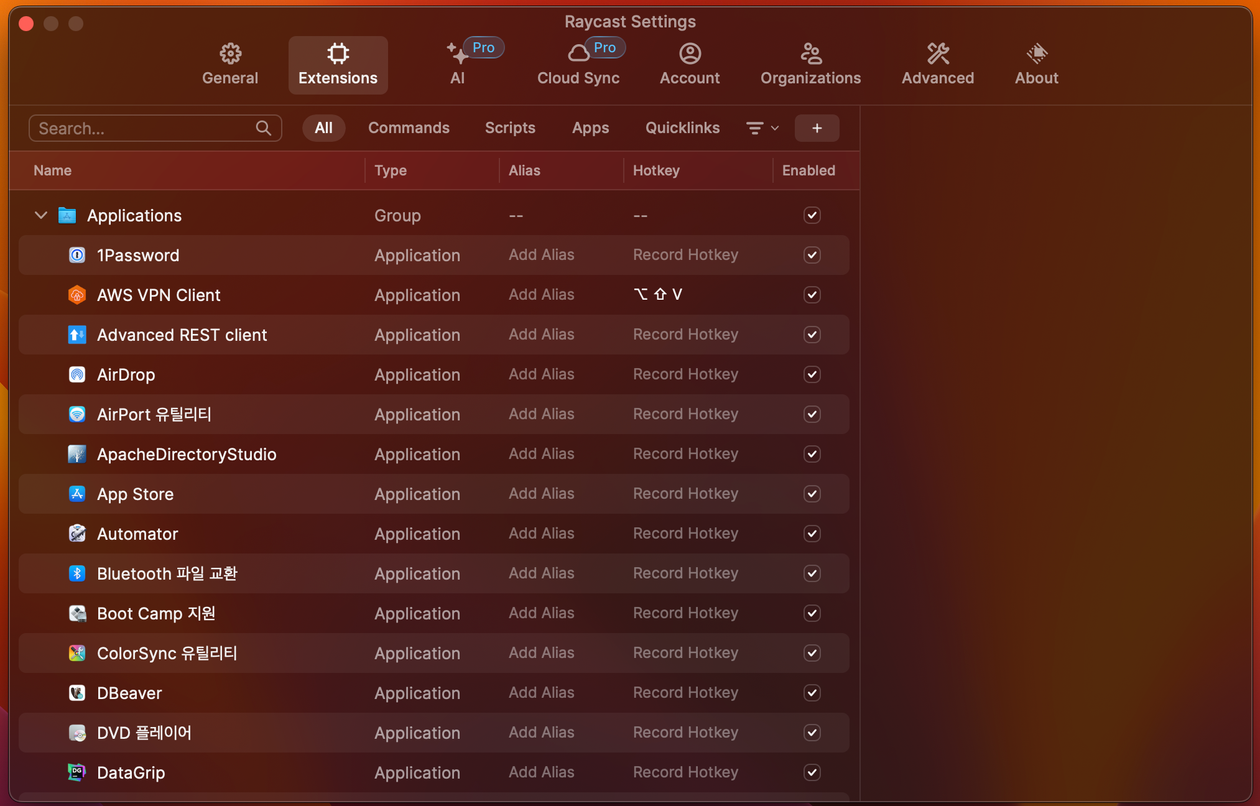 Raycast Settings
General
Extensions
Pro
AI
Pro
Cloud Sync
Account
Organizations
Advanced
About
Search...
All Commands Scripts Apps Quicklinks +
Name Type Alias Hotkey Enabled
Applications Group -- --
1Password Application Add Alias Record Hotkey
AWS VPN Client Application Add Alias ⌥ ⇧ V
Advanced REST client Application Add Alias Record Hotkey
AirDrop Application Add Alias Record Hotkey
AirPort 유틸리티 Application Add Alias Record Hotkey
ApacheDirectoryStudio Application Add Alias Record Hotkey
App Store Application Add Alias Record Hotkey
Automator Application Add Alias Record Hotkey
Bluetooth 파일 교환 Application Add Alias Record Hotkey
Boot Camp 지원 Application Add Alias Record Hotkey
ColorSync 유틸리티 Application Add Alias Record Hotkey
DBeaver Application Add Alias Record Hotkey
DVD 플레이어 Application Add Alias Record Hotkey
DataGrip Application Add Alias Record Hotkey